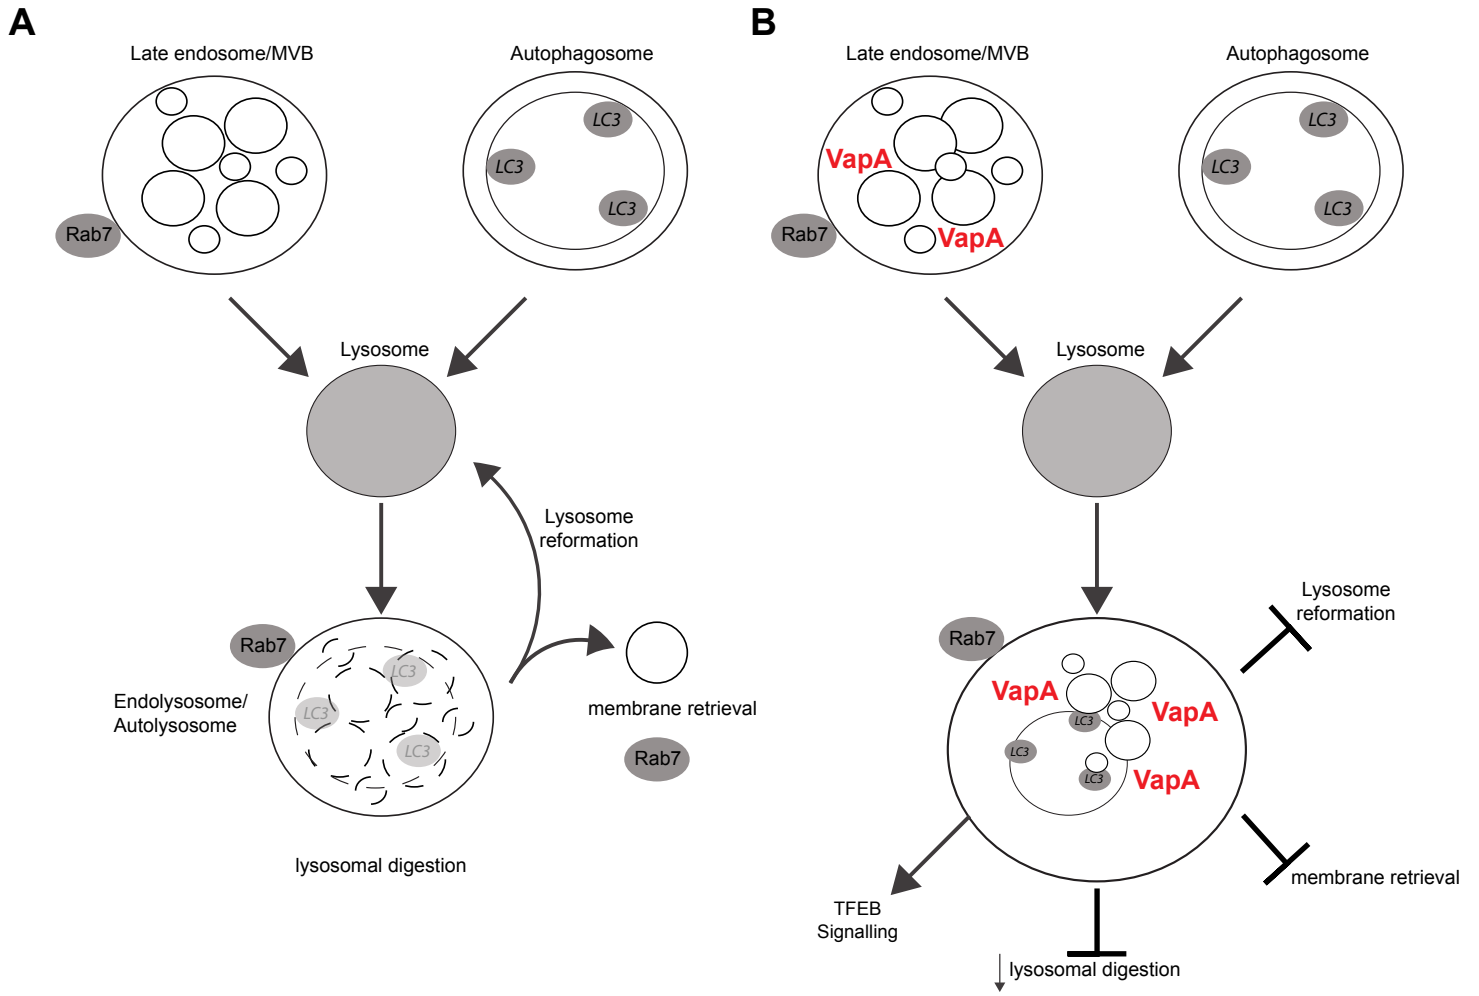 A
Late endosome/MVB
Autophagosome
LC3
LC3
LC3
Rab7
Lysosome
Lysosome
reformation
Rab7
LC3
LC3
LC3
Endolysosome/
Autolysosome
membrane retrieval
Rab7
lysosomal digestion
B
Late endosome/MVB
Autophagosome
VapA
VapA
Rab7
LC3
LC3
LC3
Lysosome
Lysosome
reformation
Rab7
VapA
VapA
VapA
LC3
LC3
LC3
membrane retrieval
TFEB
Signalling
lysosomal digestion